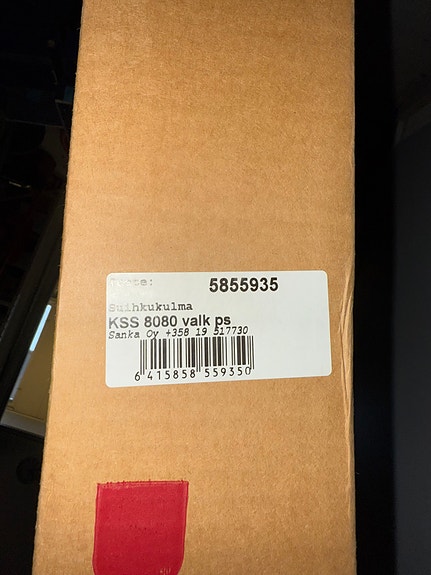 5855935
Suihkukulma
KSS 8080 valk ps
Sanka Oy +358 19 517730
6 415858 559350